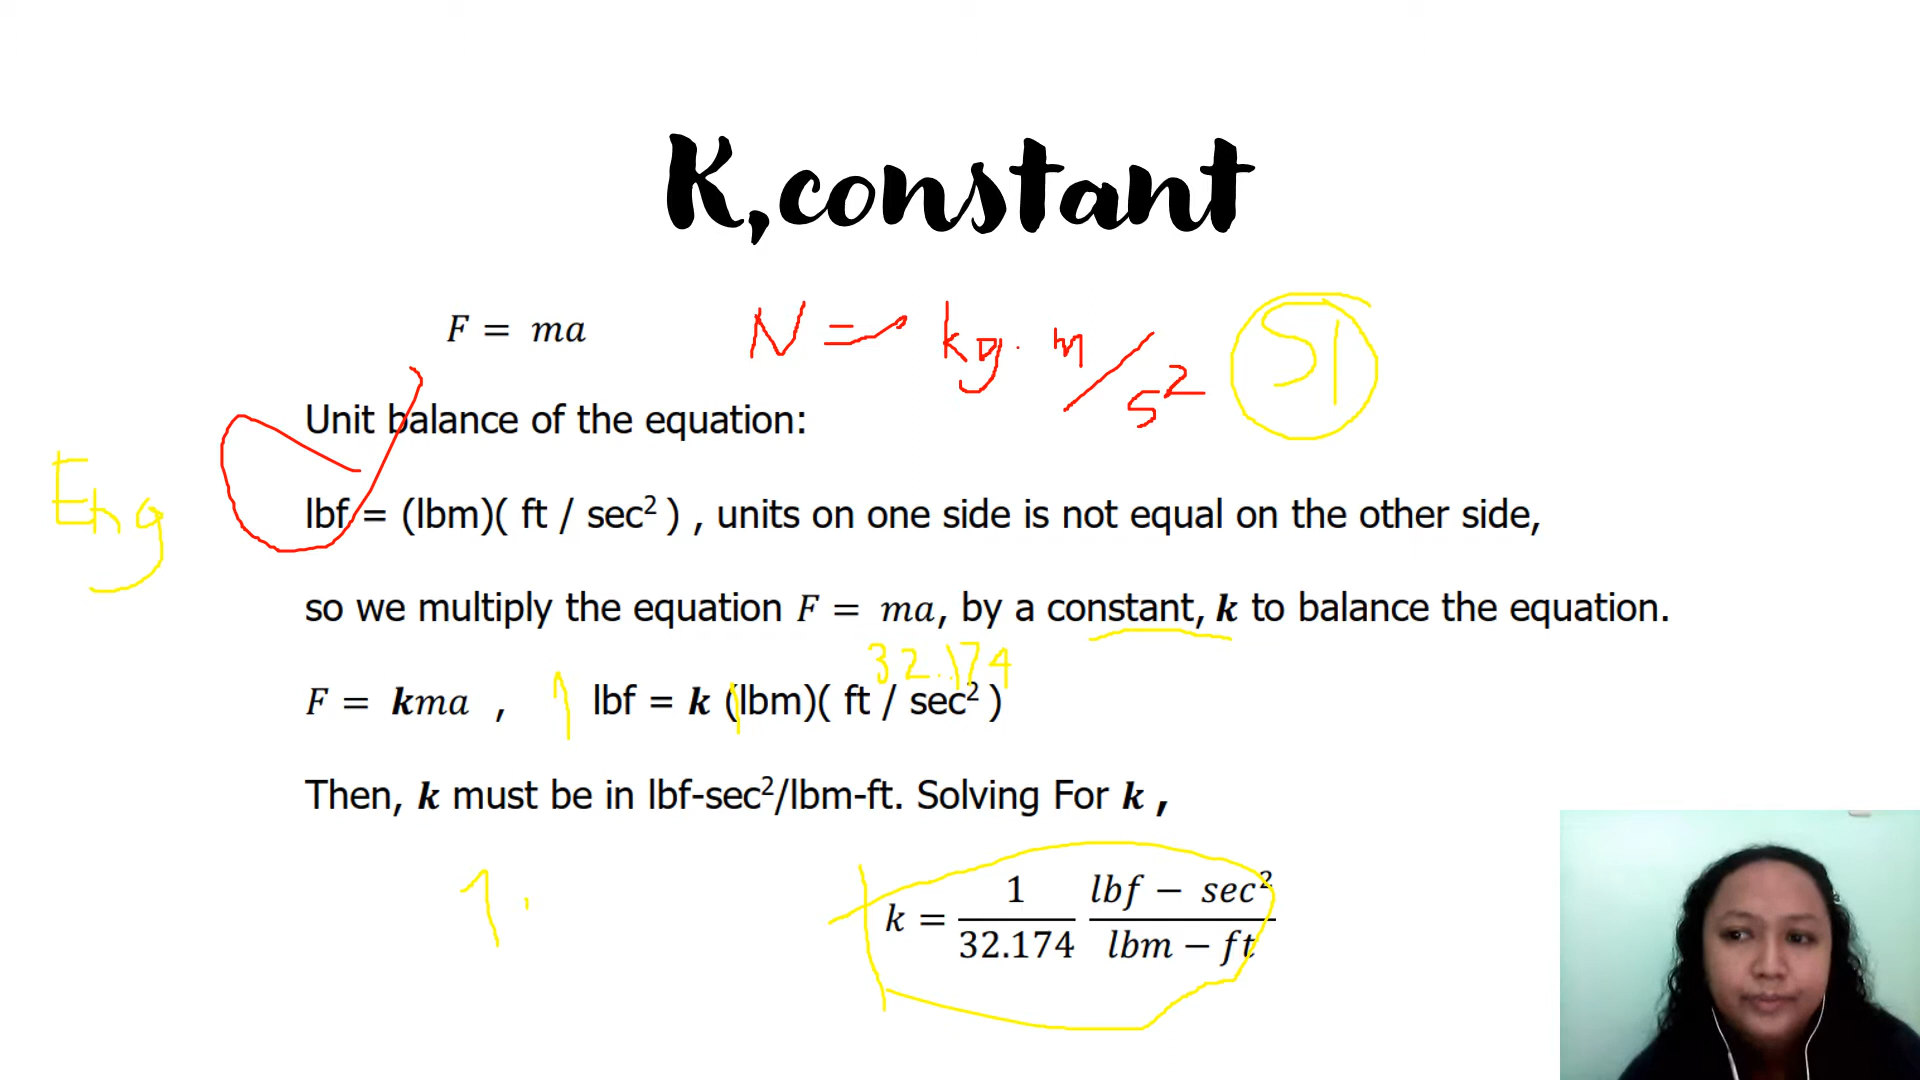 K,constant
F = ma
N = kg·m/s²
SI
Unit balance of the equation:
Eng
lbf = (lbm)( ft / sec² ) , units on one side is not equal on the other side,
so we multiply the equation F = ma, by a constant, k to balance the equation.
1 1 32.174
F = kma , lbf = k (lbm)( ft / sec² )
Then, k must be in lbf-sec²/lbm-ft. Solving For k ,
1.
k = 1/32.174 lbf − sec²/lbm − ft